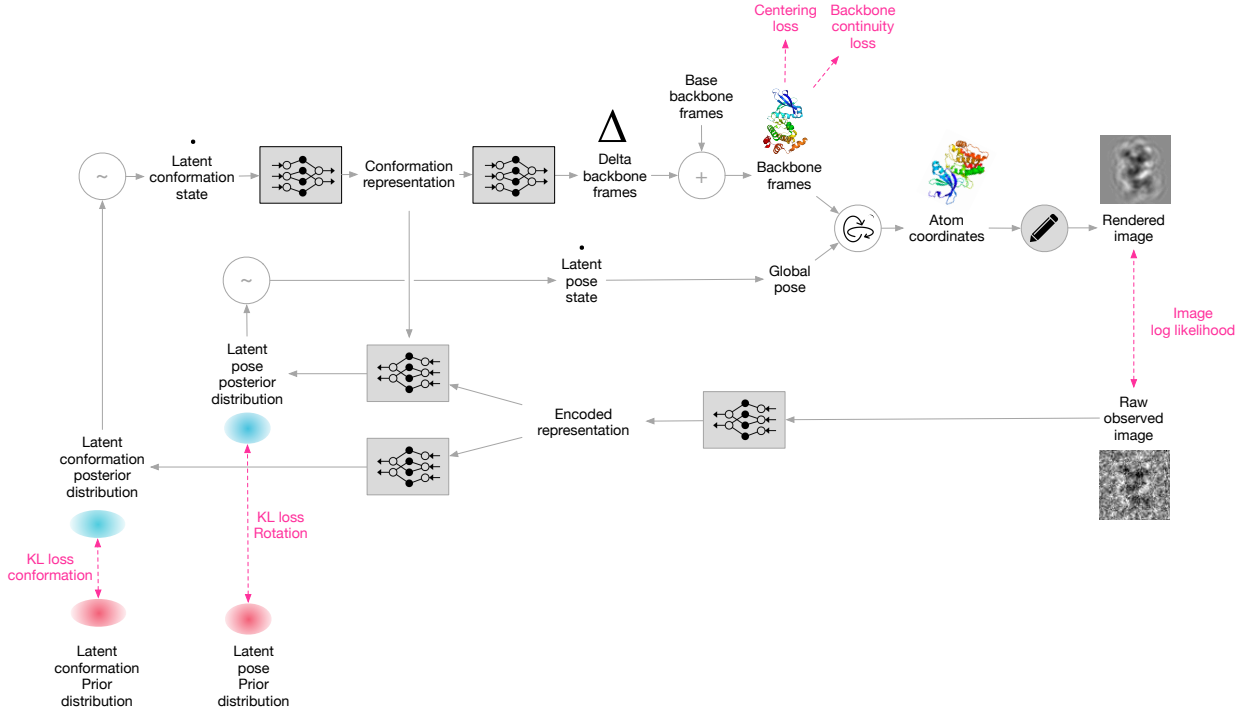 Centering
loss
Backbone
continuity
loss
Base
backbone
frames
Δ
~
Latent
conformation
state
Conformation
representation
Delta
backbone
frames
+
Backbone
frames
Atom
coordinates
Rendered
image
~
Latent
pose
state
Global
pose
Image
log likelihood
Latent
pose
posterior
distribution
Encoded
representation
Raw
observed
image
Latent
conformation
posterior
distribution
KL loss
Rotation
KL loss
conformation
Latent
conformation
Prior
distribution
Latent
pose
Prior
distribution